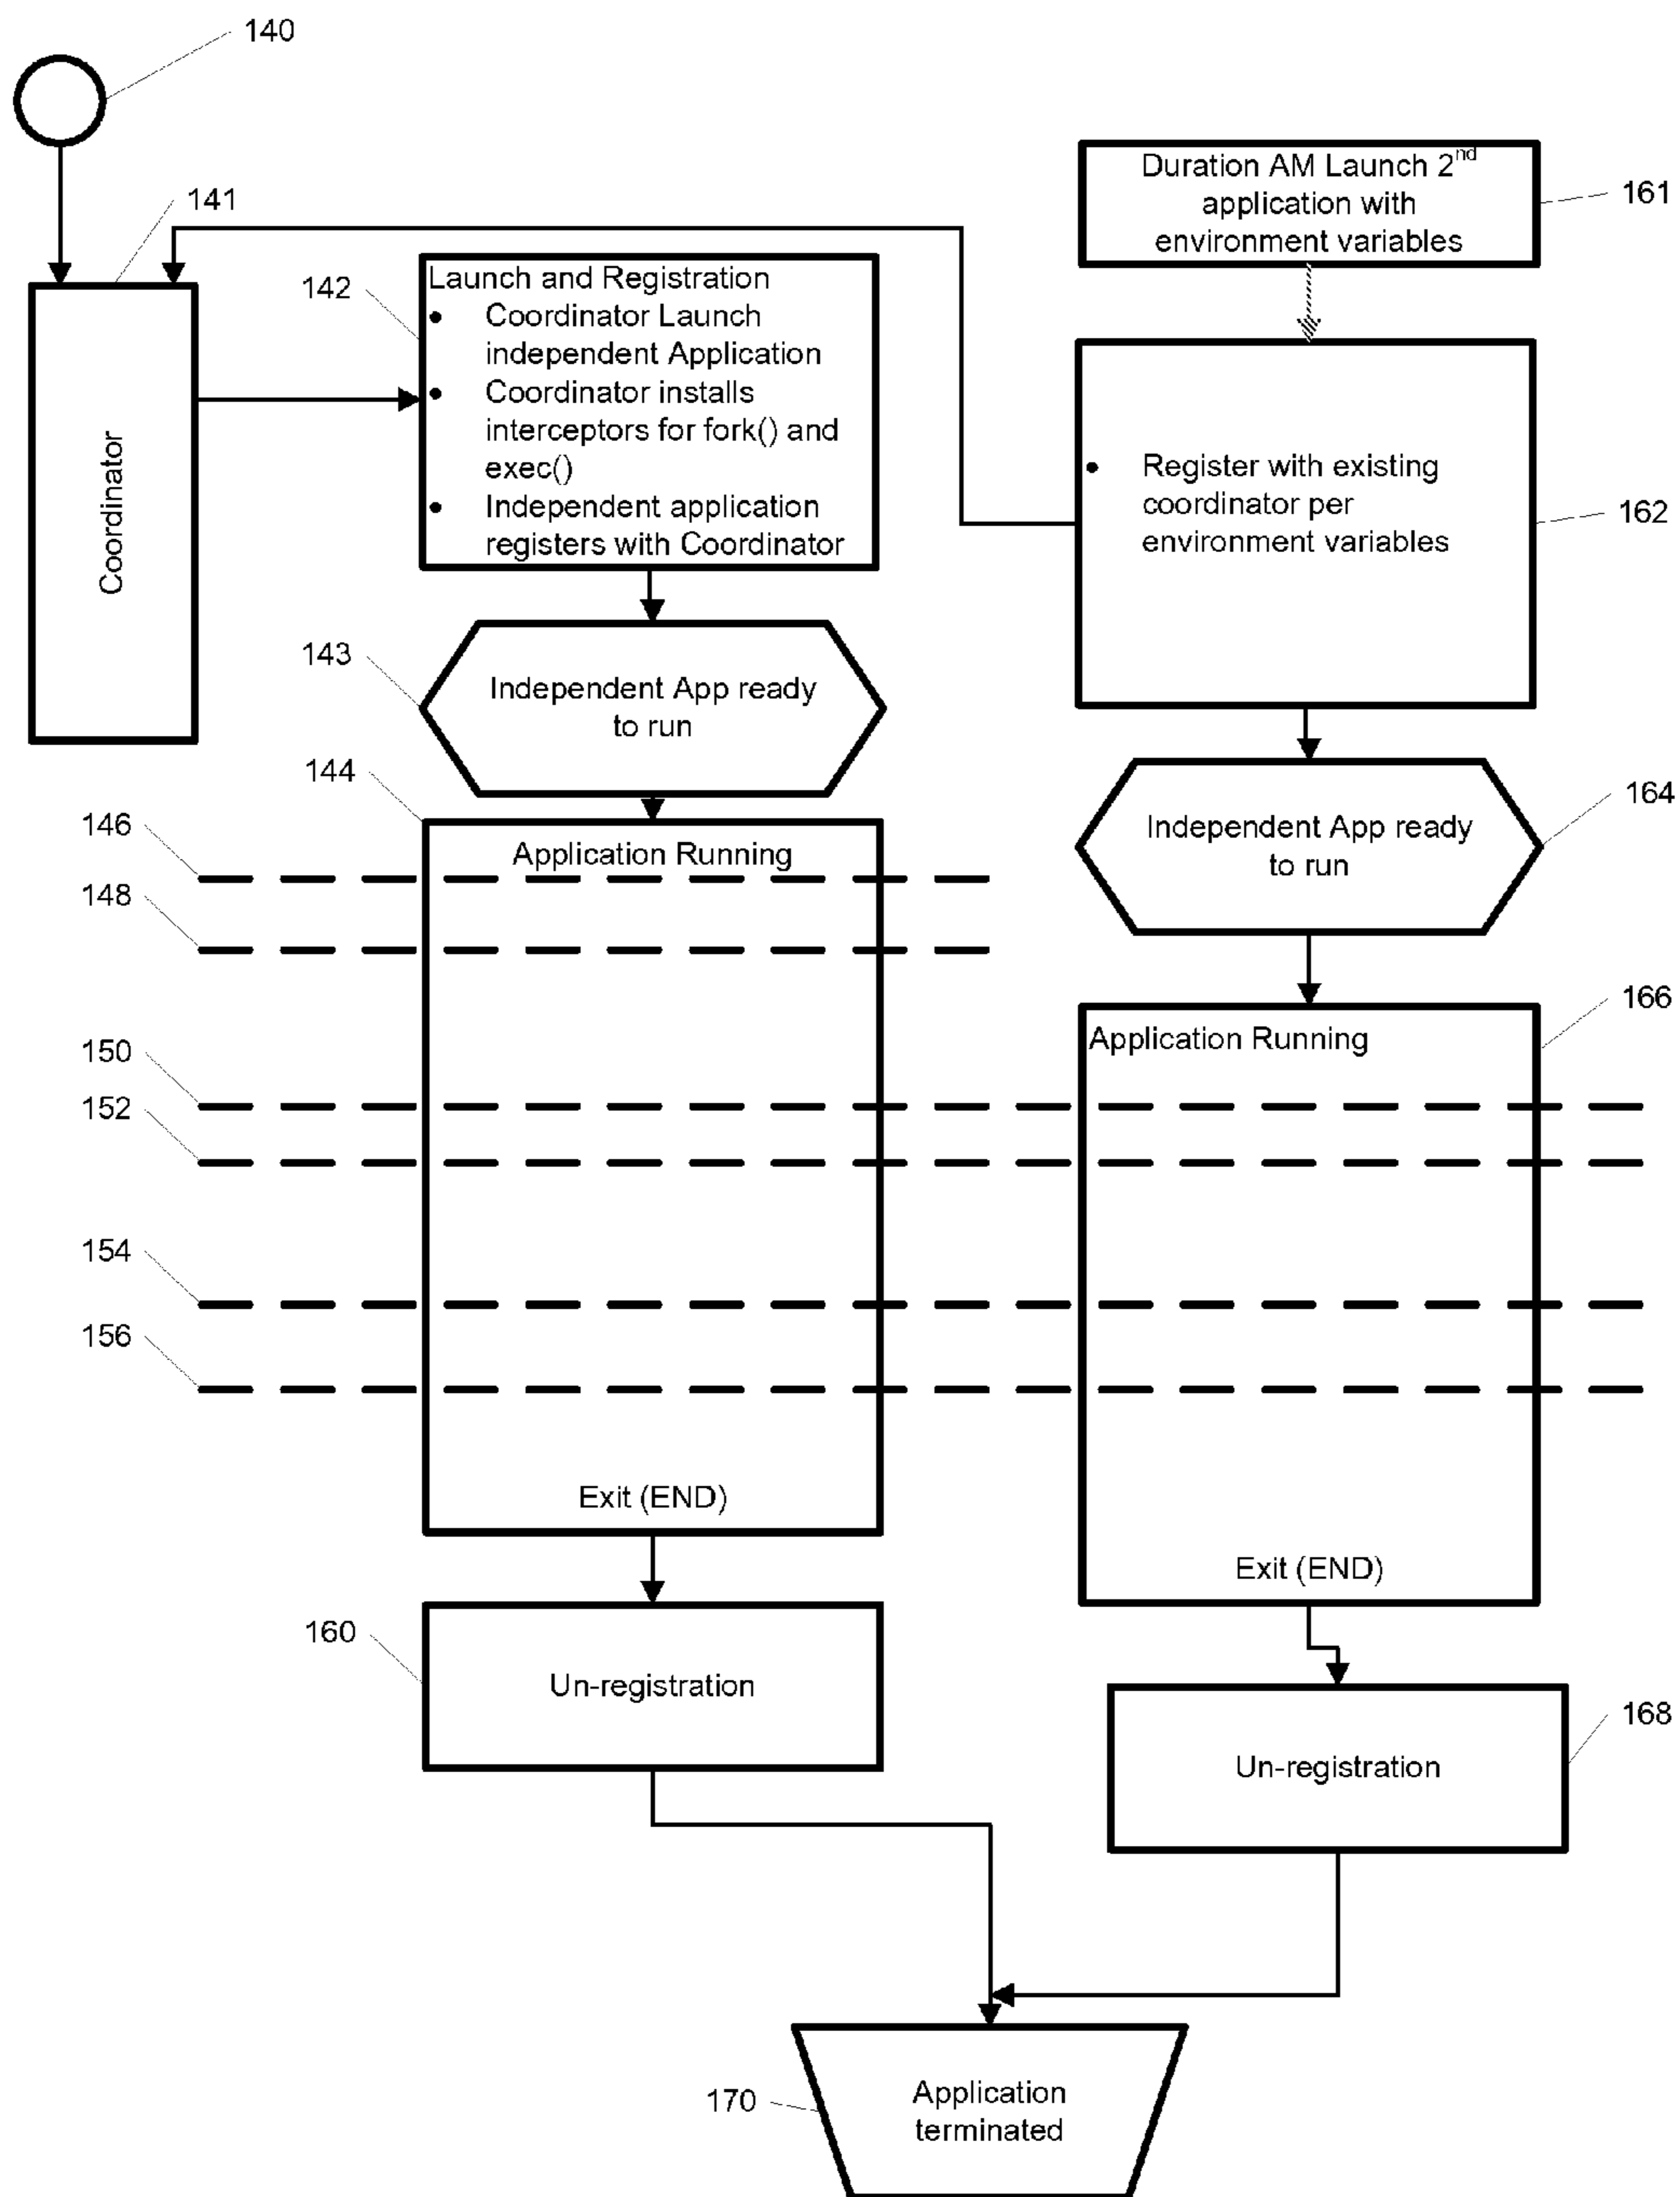 140
141
Coordinator
142
Launch and Registration
• Coordinator Launch
independent Application
• Coordinator installs
interceptors for fork() and
exec()
• Independent application
registers with Coordinator
143
Independent App ready
to run
144
Application Running
146
148
150
152
154
156
Exit (END)
160
Un-registration
Duration AM Launch 2nd
application with
environment variables
161
• Register with existing
coordinator per
environment variables
162
Independent App ready
to run
164
Application Running
166
Exit (END)
Un-registration
168
170
Application
terminated